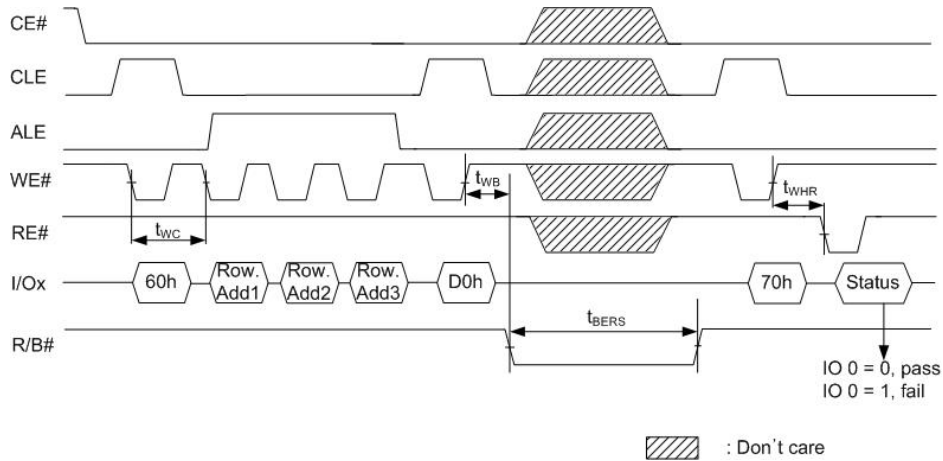 CE#
CLE
ALE
WE#
tWB
tWHR
RE#
tWC
I/Ox
60h
Row.
Add1
Row.
Add2
Row.
Add3
D0h
70h
Status
tBERS
R/B#
IO 0 = 0, pass
IO 0 = 1, fail
: Don't care